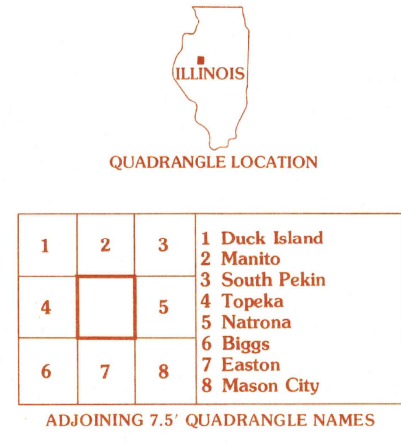 ILLINOIS
QUADRANGLE LOCATION
1 2 3
4 5
6 7 8
1 Duck Island
2 Manito
3 South Pekin
4 Topeka
5 Natrona
6 Biggs
7 Easton
8 Mason City
ADJOINING 7.5′ QUADRANGLE NAMES